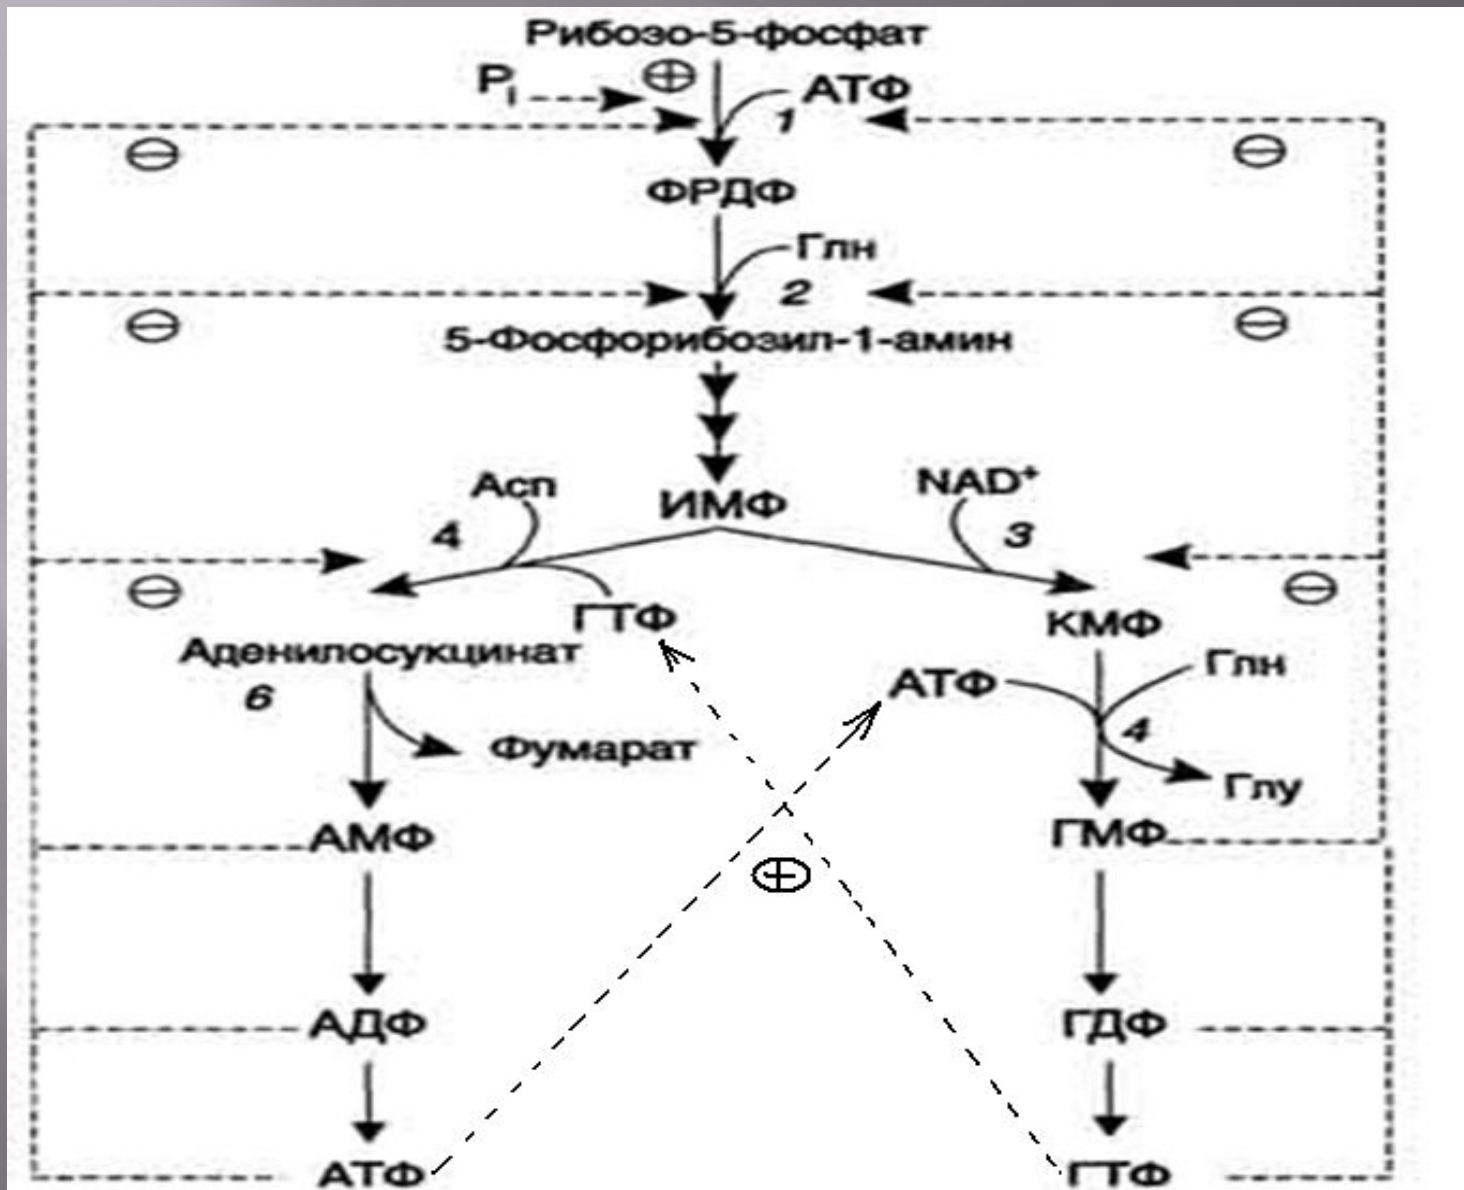 Рибозо-5-фосфат
Pi
⊕
АТФ
1
⊖
⊖
ФРДФ
Глн
2
⊖
⊖
5-Фосфорибозил-1-амин
Асп
ИМФ
NAD⁺
4
3
⊖
⊖
ГТФ
КМФ
Аденилосукцинат
Глн
АТФ
6
4
Фумарат
Глу
АМФ
ГМФ
⊕
АДФ
ГДФ
АТФ
ГТФ